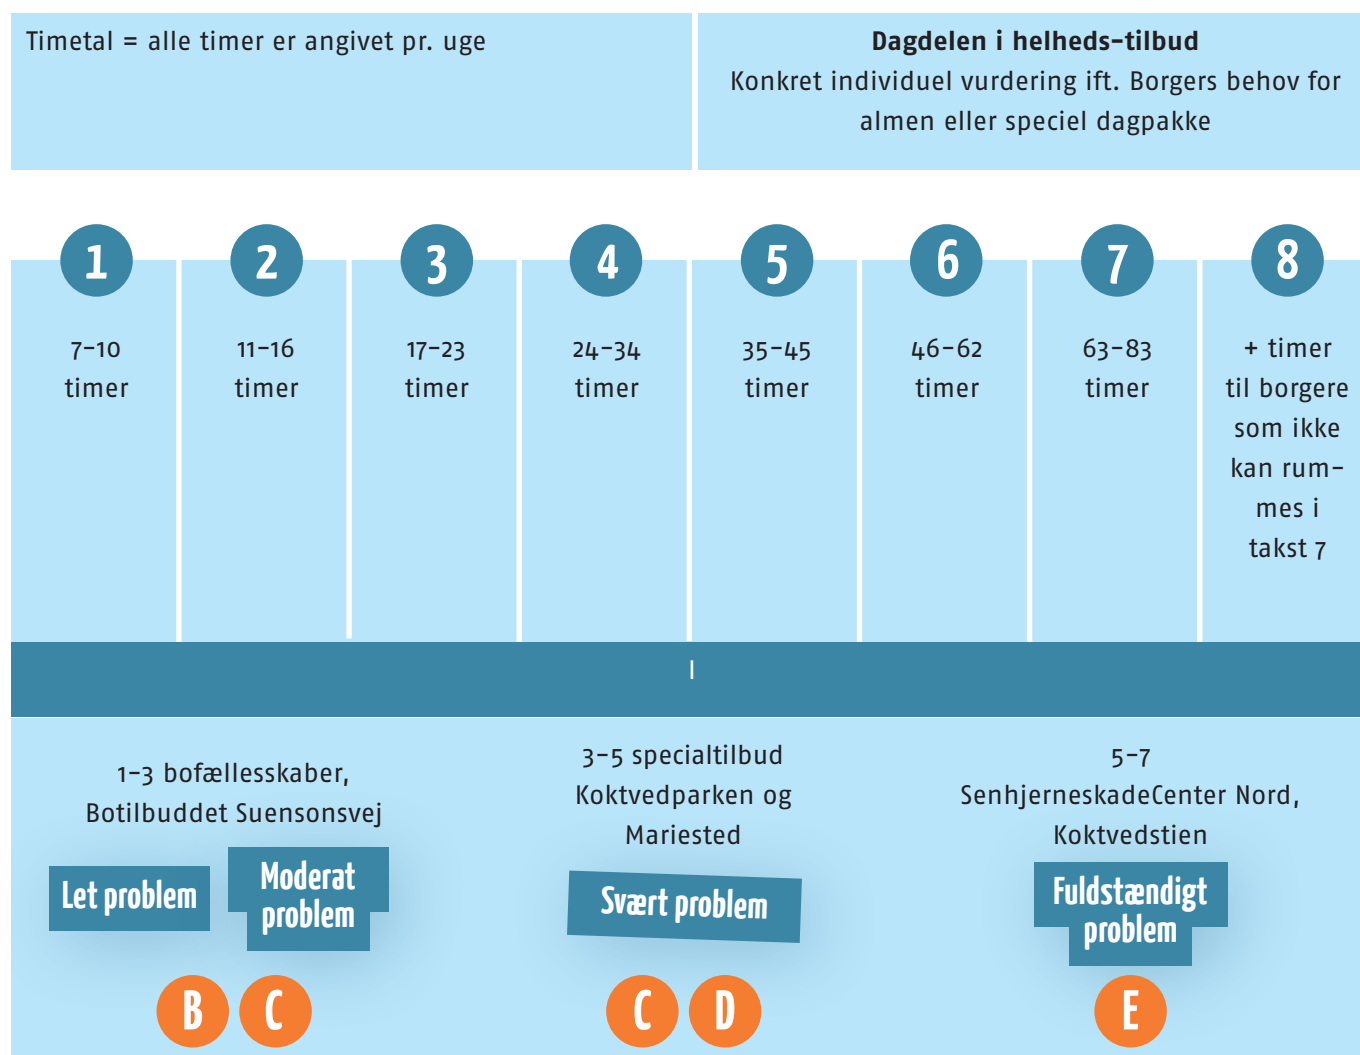 Timetal = alle timer er angivet pr. uge
Dagdelen i helheds-tilbud
Konkret individuel vurdering ift. Borgers behov for
almen eller speciel dagpakke
1
2
3
4
5
6
7
8
7-10
timer
11-16
timer
17-23
timer
24-34
timer
35-45
timer
46-62
timer
63-83
timer
+ timer
til borgere
som ikke
kan rum-
mes i
takst 7
1-3 bofællesskaber,
Botilbuddet Suensonsvej
Let problem
Moderat
problem
B
C
3-5 specialtilbud
Koktvedparken og
Mariested
Svært problem
C
D
5-7
SenhjerneskadeCenter Nord,
Koktvedstien
Fuldstændigt
problem
E